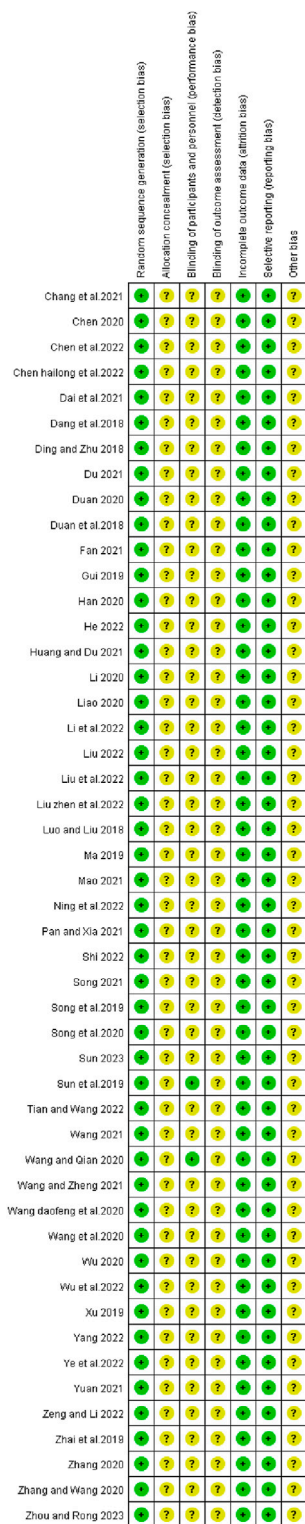 Random sequence generation (selection bias)
Allocation concealment (selection bias)
Blinding of participants and personnel (performance bias)
Blinding of outcome assessment (detection bias)
Incomplete outcome data (attrition bias)
Selective reporting (reporting bias)
Other bias
Chang et al.2021 + ? ? ? + + ?
Chen 2020 + ? ? ? + + ?
Chen et al.2022 + ? ? ? + + ?
Chen hailong et al.2022 + ? ? ? + + ?
Dai et al.2021 + ? ? ? + + ?
Dang et al.2018 + ? ? ? + + ?
Ding and Zhu 2018 + ? ? ? + + ?
Du 2021 + ? ? ? + + ?
Duan 2020 + ? ? ? + + ?
Duan et al.2018 + ? ? ? + + ?
Fan 2021 + ? ? ? + + ?
Gui 2019 + ? ? ? + + ?
Han 2020 + ? ? ? + + ?
He 2022 + ? ? ? + + ?
Huang and Du 2021 + ? ? ? + + ?
Li 2020 + ? ? ? + + ?
Liao 2020 + ? ? ? + + ?
Li et al.2022 + ? ? ? + + ?
Liu 2022 + ? ? ? + + ?
Liu et al.2022 + ? ? ? + + ?
Liu zhen et al.2022 + ? ? ? + + ?
Luo and Liu 2018 + ? ? ? + + ?
Ma 2019 + ? ? ? + + ?
Mao 2021 + ? ? ? + + ?
Ning et al.2022 + ? ? ? + + ?
Pan and Xia 2021 + ? ? ? + + ?
Shi 2022 + ? ? ? + + ?
Song 2021 + ? ? ? + + ?
Song et al.2019 + ? ? ? + + ?
Song et al.2020 + ? ? ? + + ?
Sun 2023 + ? ? ? + + ?
Sun et al.2019 + ? + ? + + ?
Tian and Wang 2022 + ? ? ? + + ?
Wang 2021 + ? ? ? + + ?
Wang and Qian 2020 + ? + ? + + ?
Wang and Zheng 2021 + ? ? ? + + ?
Wang daofeng et al.2020 + ? ? ? + + ?
Wang et al.2020 + ? ? ? + + ?
Wu 2020 + ? ? ? + + ?
Wu et al.2022 + ? ? ? + + ?
Xu 2019 + ? ? ? + + ?
Yang 2022 + ? ? ? + + ?
Ye et al.2022 + ? ? ? + + ?
Yuan 2021 + ? ? ? + + ?
Zeng and Li 2022 + ? ? ? + + ?
Zhai et al.2019 + ? ? ? + + ?
Zhang 2020 + ? ? ? + + ?
Zhang and Wang 2020 + ? ? ? + + ?
Zhou and Rong 2023 + ? ? ? + + ?